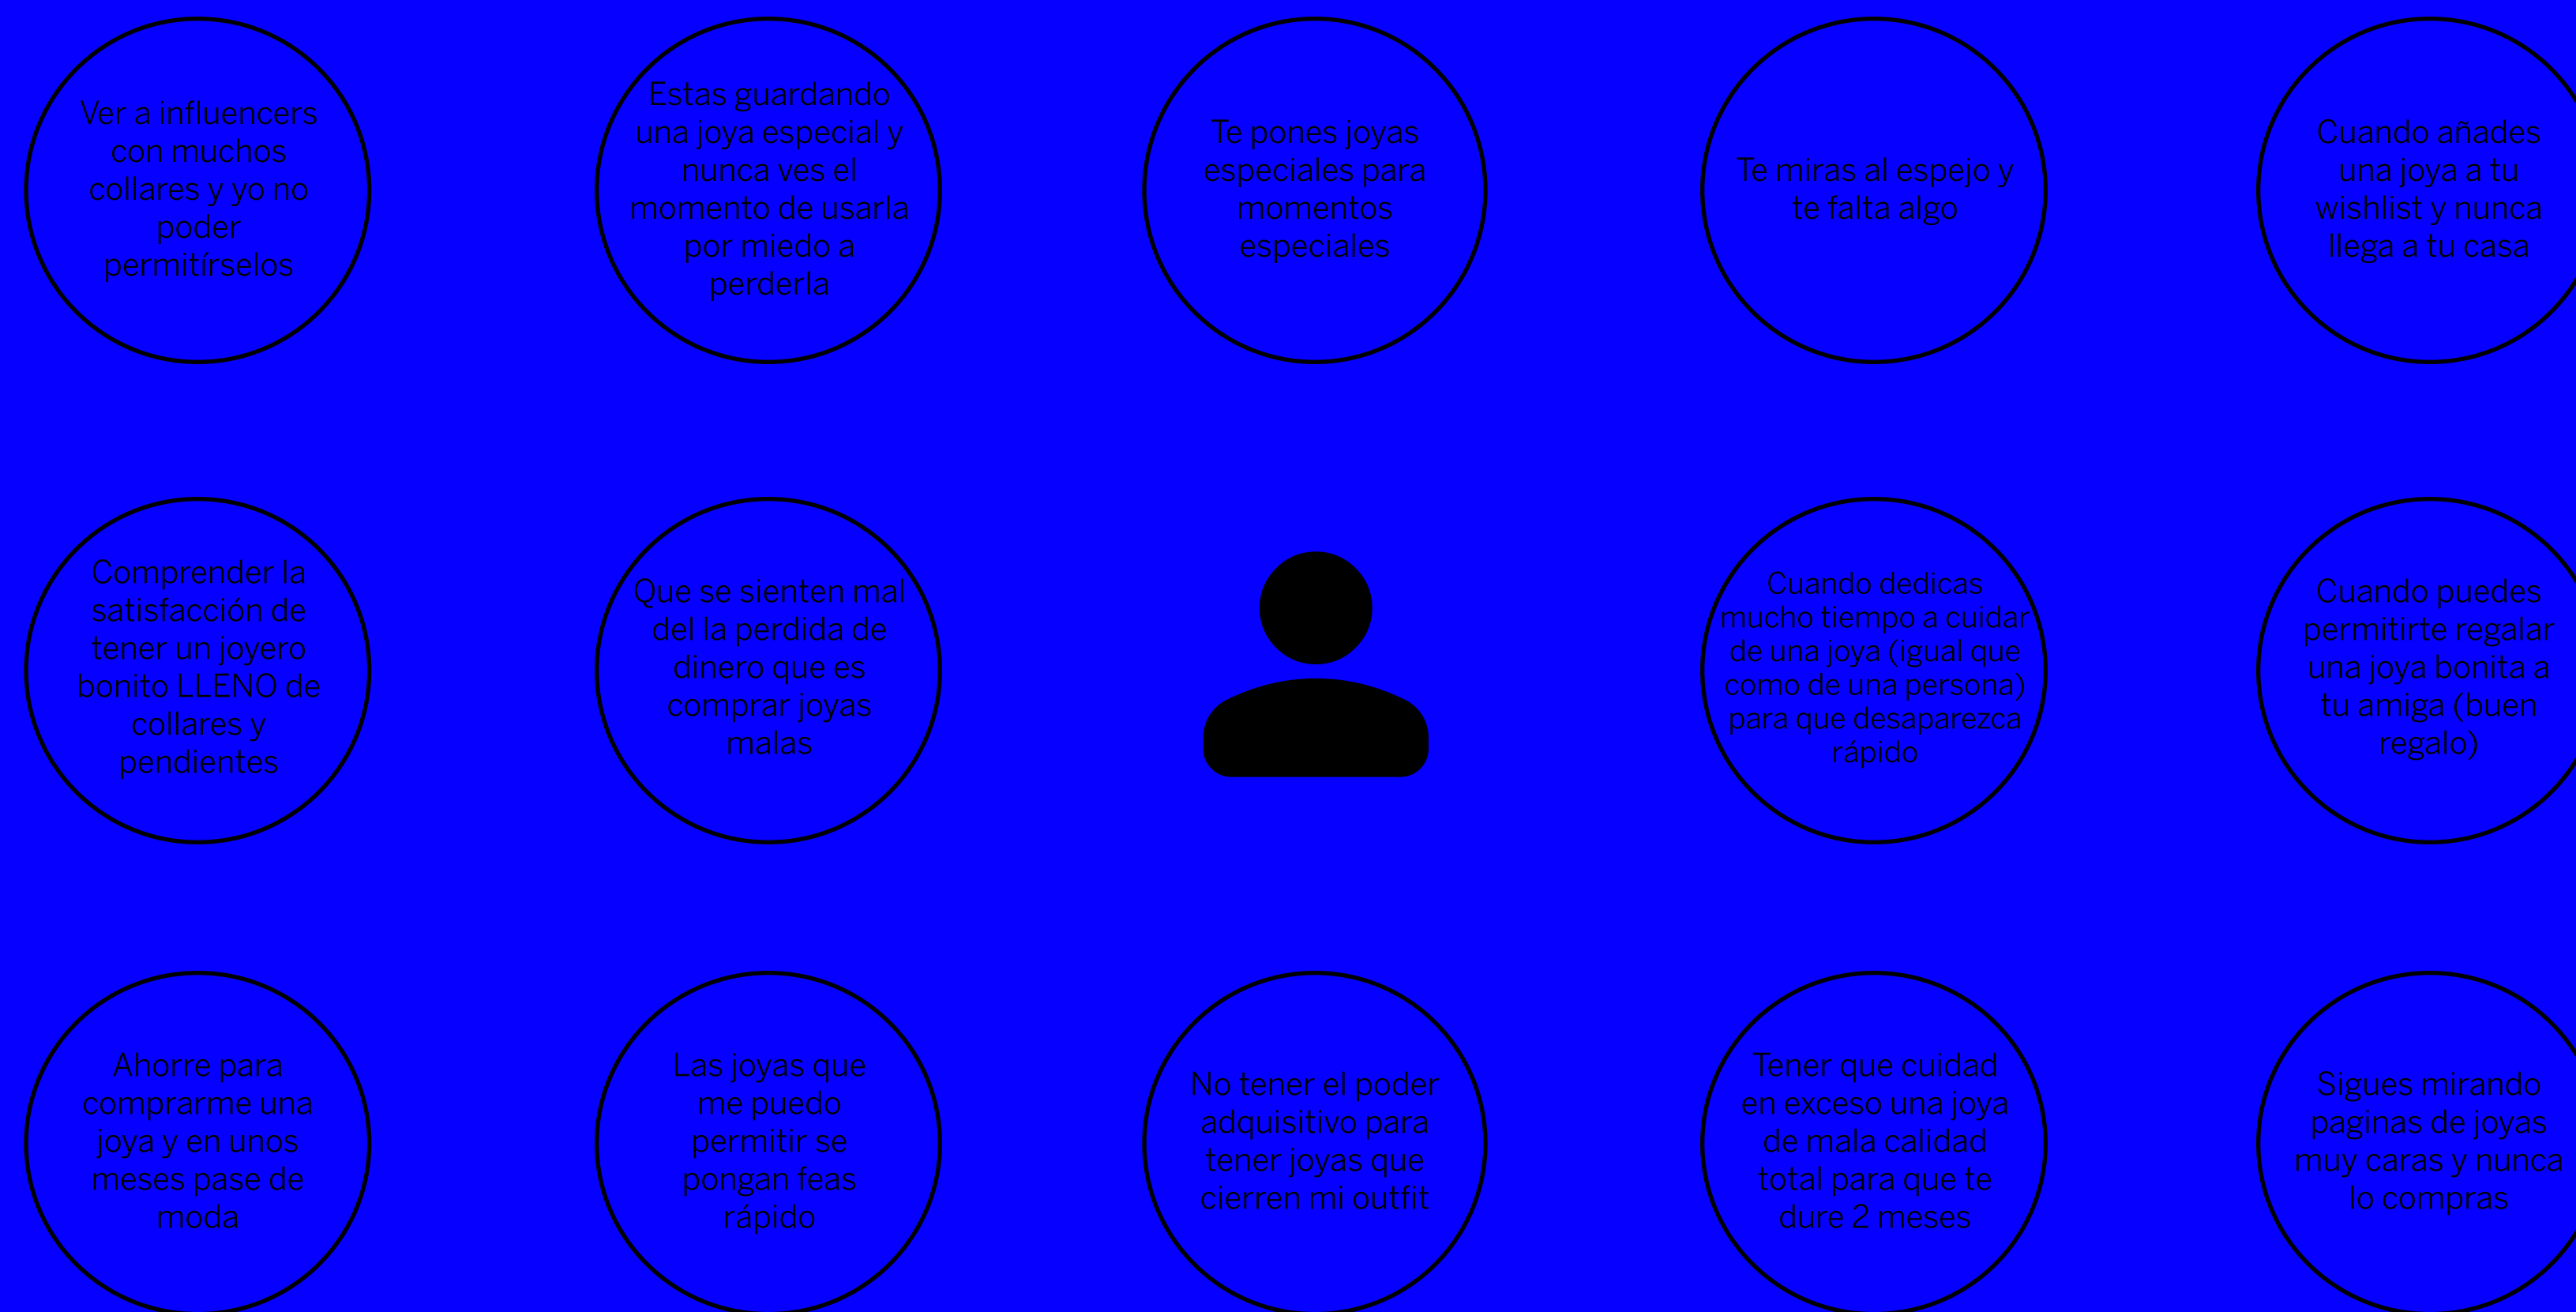 Ver a influencers
con muchos
collares y yo no
poder
permitírselos
Estas guardando
una joya especial y
nunca ves el
momento de usarla
por miedo a
perderla
Te pones joyas
especiales para
momentos
especiales
Te miras al espejo y
te falta algo
Cuando añades
una joya a tu
wishlist y nunca
llega a tu casa
Comprender la
satisfacción de
tener un joyero
bonito LLENO de
collares y
pendientes
Que se sienten mal
del la perdida de
dinero que es
comprar joyas
malas
Cuando dedicas
mucho tiempo a cuidar
de una joya (igual que
como de una persona)
para que desaparezca
rápido
Cuando puedes
permitirte regalar
una joya bonita a
tu amiga (buen
regalo)
Ahorre para
comprarme una
joya y en unos
meses pase de
moda
Las joyas que
me puedo
permitir se
pongan feas
rápido
No tener el poder
adquisitivo para
tener joyas que
cierren mi outfit
Tener que cuidad
en exceso una joya
de mala calidad
total para que te
dure 2 meses
Sigues mirando
paginas de joyas
muy caras y nunca
lo compras